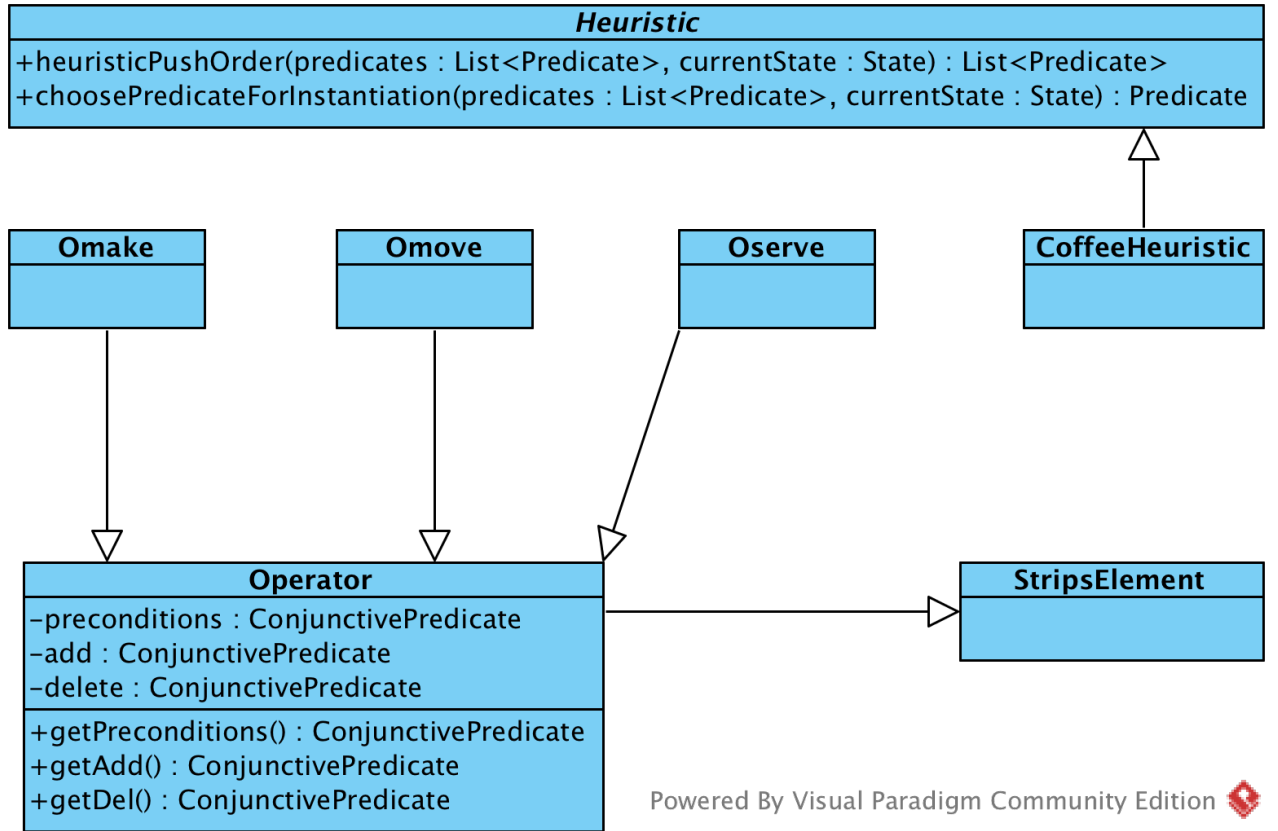 Heuristic
+heuristicPushOrder(predicates : List<Predicate>, currentState : State) : List<Predicate>
+choosePredicateForInstantiation(predicates : List<Predicate>, currentState : State) : Predicate
Omake
Omove
Oserve
CoffeeHeuristic
Operator
-preconditions : ConjunctivePredicate
-add : ConjunctivePredicate
-delete : ConjunctivePredicate
+getPreconditions() : ConjunctivePredicate
+getAdd() : ConjunctivePredicate
+getDel() : ConjunctivePredicate
StripsElement
Powered By Visual Paradigm Community Edition